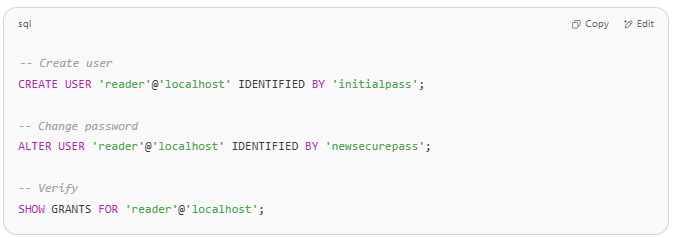 sql
Copy
Edit
-- Create user
CREATE USER 'reader'@'localhost' IDENTIFIED BY 'initialpass';
-- Change password
ALTER USER 'reader'@'localhost' IDENTIFIED BY 'newsecurepass';
-- Verify
SHOW GRANTS FOR 'reader'@'localhost';